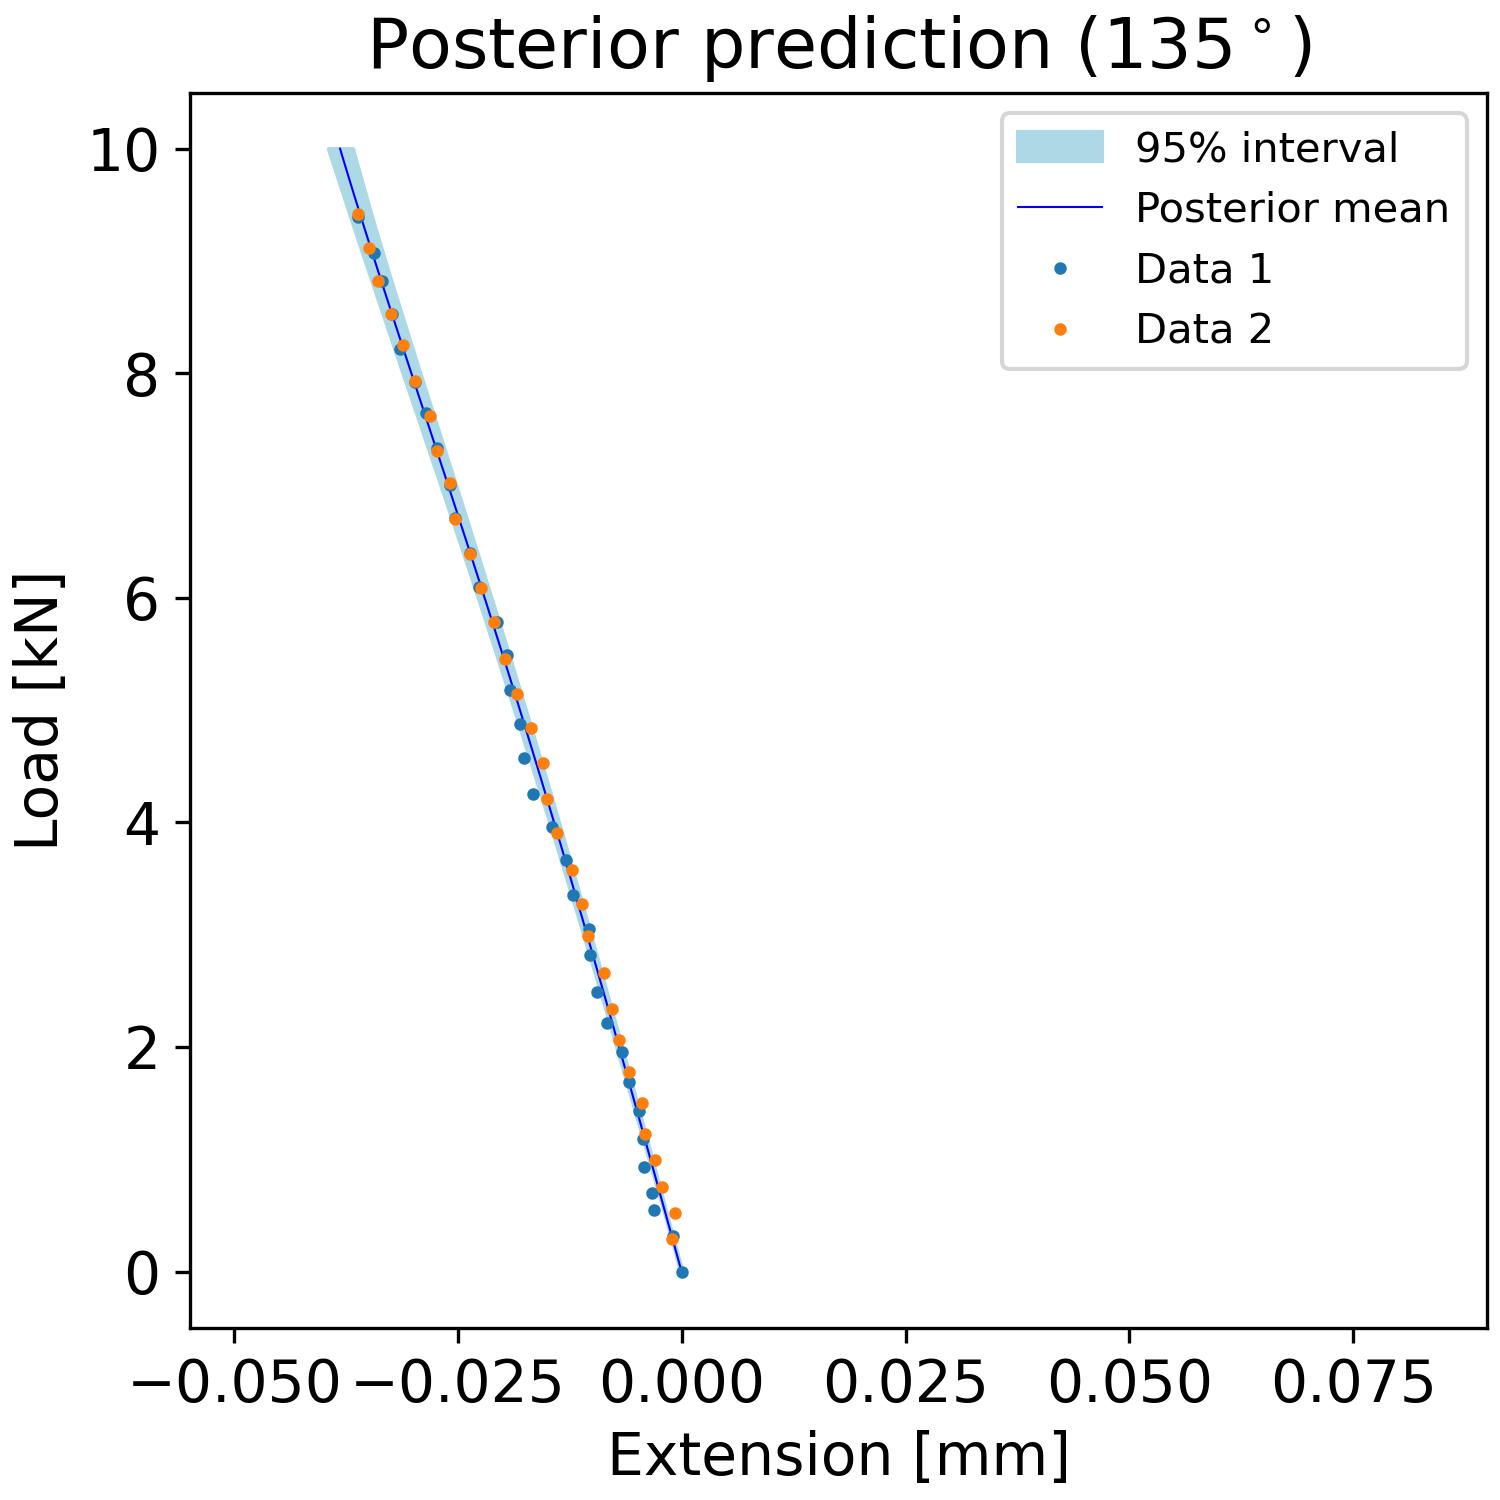 Posterior prediction (135°)
95% interval
Posterior mean
Data 1
Data 2
Load [kN]
10
8
6
4
2
0
−0.050 −0.025 0.000 0.025 0.050 0.075
Extension [mm]